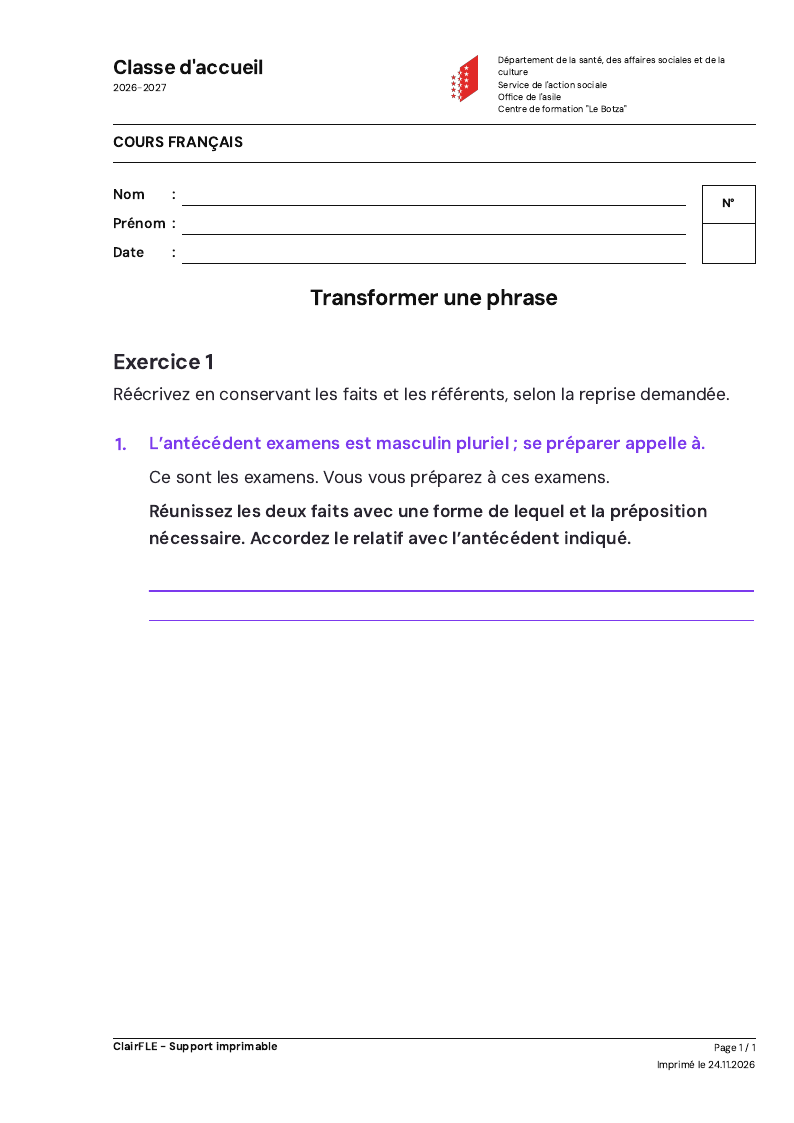 Classe d'accueil
2026-2027
Département de la santé, des affaires sociales et de la
culture
Service de l'action sociale
Office de l'asile
Centre de formation "Le Botza"
COURS FRANÇAIS
Nom :
Prénom :
Date :
N°
Transformer une phrase
Exercice 1
Réécrivez en conservant les faits et les référents, selon la reprise demandée.
1. L’antécédent examens est masculin pluriel ; se préparer appelle à.
Ce sont les examens. Vous vous préparez à ces examens.
Réunissez les deux faits avec une forme de lequel et la préposition
nécessaire. Accordez le relatif avec l’antécédent indiqué.
ClairFLE - Support imprimable
Page 1 / 1
Imprimé le 24.11.2026